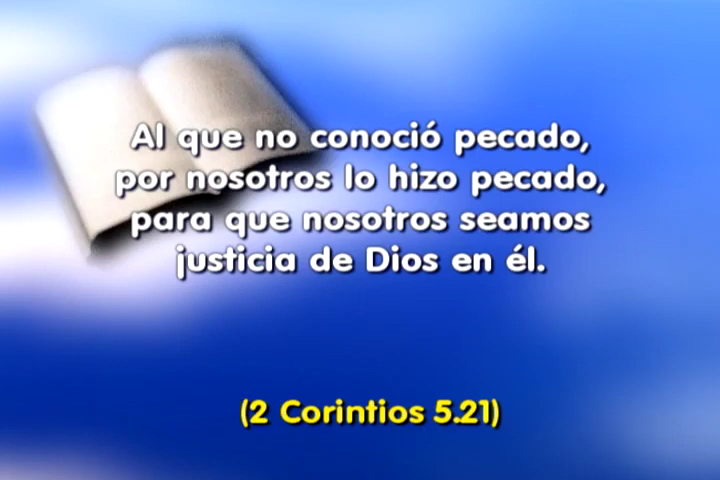 Al que no conoció pecado,
por nosotros lo hizo pecado,
para que nosotros seamos
justicia de Dios en él.
(2 Corintios 5.21)